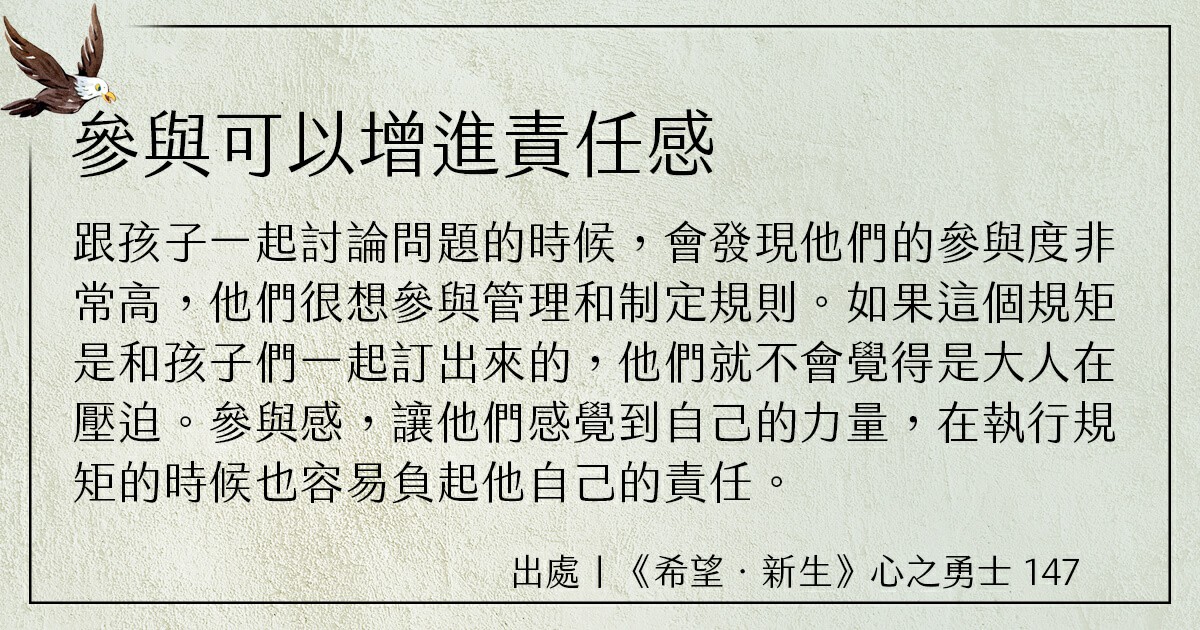 參與可以增進責任感
跟孩子一起討論問題的時候，會發現他們的參與度非
常高，他們很想參與管理和制定規則。如果這個規矩
是和孩子們一起訂出來的，他們就不會覺得是大人在
壓迫。參與感，讓他們感覺到自己的力量，在執行規
矩的時候也容易負起他自己的責任。
出處丨《希望．新生》心之勇士 147